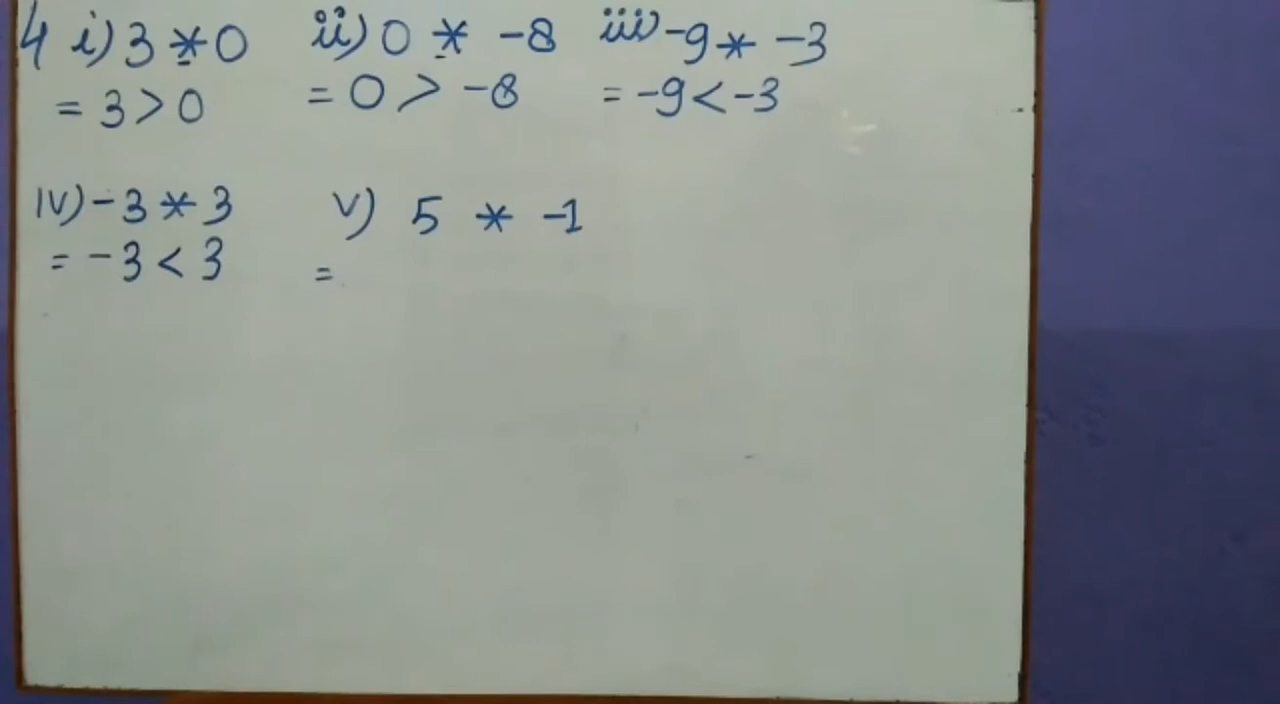 4 i) 3 * 0 ii) 0 * -8 iii) -9 * -3
= 3 > 0 = 0 > -8 = -9 < -3
iv) -3 * 3 v) 5 * -1
= -3 < 3 =